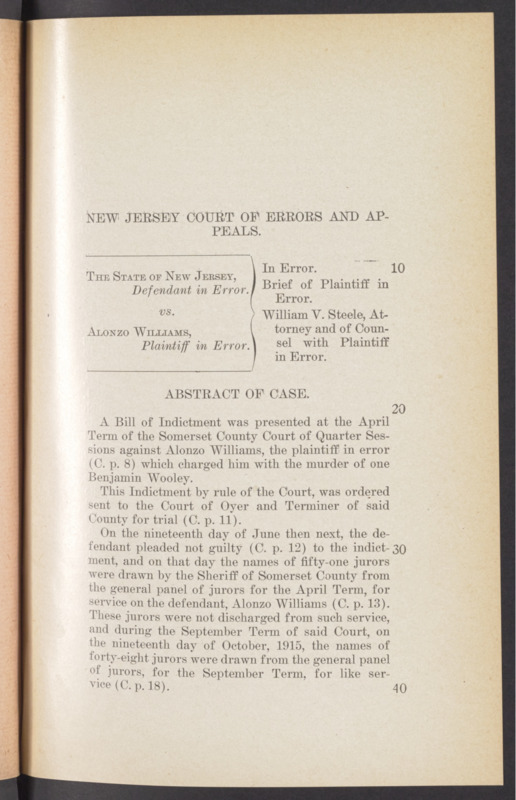 NEW JERSEY COURT OF ERRORS AND AP-
PEALS.
THE STATE OF NEW JERSEY,
Defendant in Error.
vs.
ALONZO WILLIAMS,
Plaintiff in Error.
In Error. 10
Brief of Plaintiff in
Error.
William V. Steele, At-
torney and of Coun-
sel with Plaintiff
in Error.
ABSTRACT OF CASE.
20
A Bill of Indictment was presented at the April
Term of the Somerset County Court of Quarter Ses-
sions against Alonzo Williams, the plaintiff in error
(C. p. 8) which charged him with the murder of one
Benjamin Wooley.
This Indictment by rule of the Court, was ordered
sent to the Court of Oyer and Terminer of said
County for trial (C. p. 11).
On the nineteenth day of June then next, the de-
fendant pleaded not guilty (C. p. 12) to the indict- 30
ment, and on that day the names of fifty-one jurors
were drawn by the Sheriff of Somerset County from
the general panel of jurors for the April Term, for
service on the defendant, Alonzo Williams (C. p. 13).
These jurors were not discharged from such service,
and during the September Term of said Court, on
the nineteenth day of October, 1915, the names of
forty-eight jurors were drawn from the general panel
of jurors, for the September Term, for like ser-
vice (C. p. 18). 40